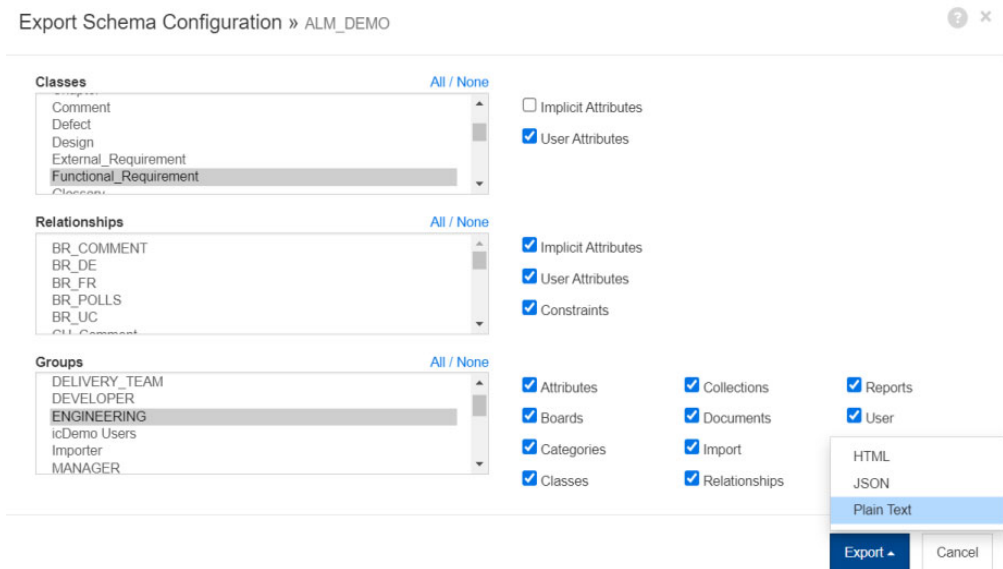 Export Schema Configuration » ALM_DEMO
Classes All / None
Comment
Defect
Design
External_Requirement
Functional_Requirement
Glossary
Implicit Attributes
User Attributes
Relationships All / None
BR_COMMENT
BR_DE
BR_FR
BR_POLLS
BR_UC
CH_Comment
Implicit Attributes
User Attributes
Constraints
Groups All / None
DELIVERY_TEAM
DEVELOPER
ENGINEERING
icDemo Users
Importer
MANAGER
Attributes Collections Reports
Boards Documents User
Categories Import
Classes Relationships
HTML
JSON
Plain Text
Export Cancel